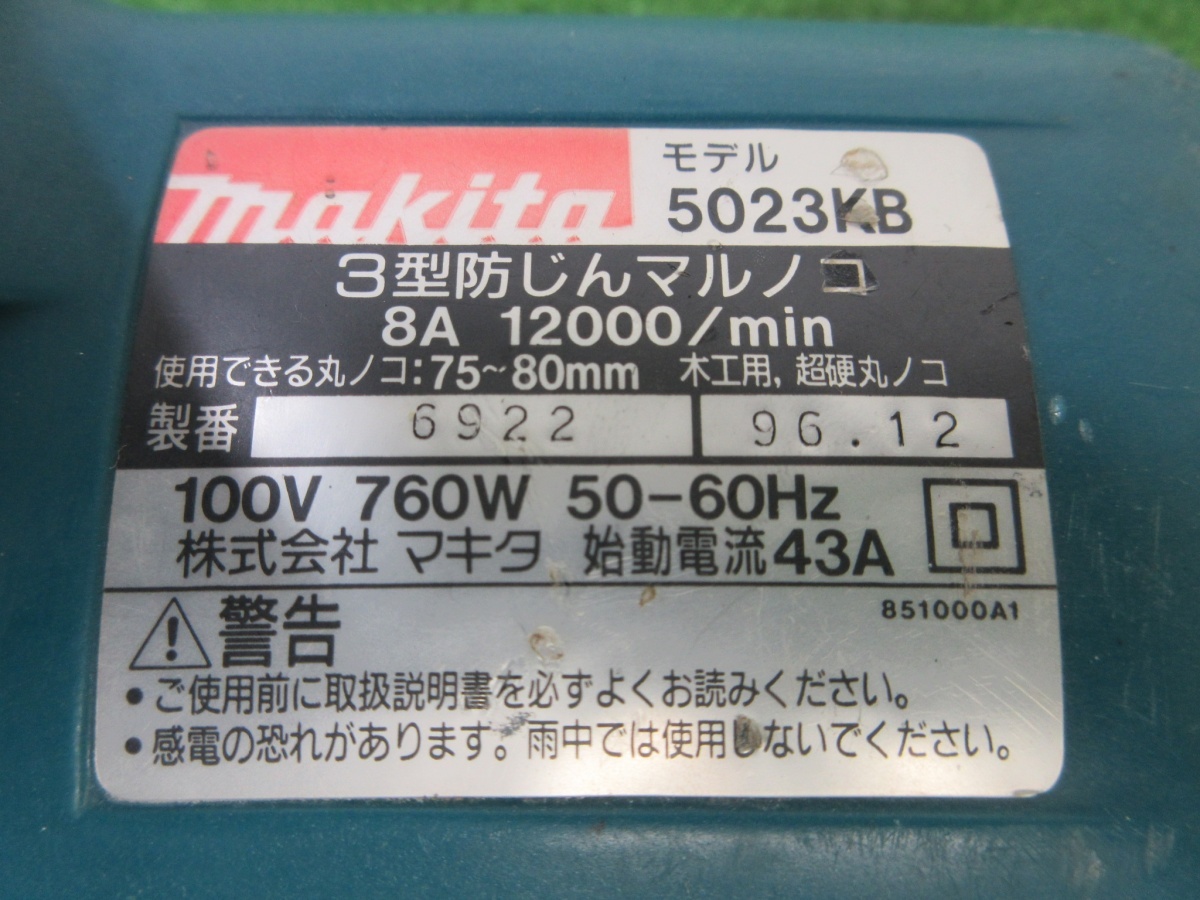 makita
モデル
5023KB
3型防じんマルノコ
8A 12000/min
使用できる丸ノコ:75~80mm 木工用, 超硬丸ノコ
製番 6922 96.12
100V 760W 50-60Hz
株式会社 マキタ 始動電流43A
851000A1
警告
•ご使用前に取扱説明書を必ずよくお読みください。
•感電の恐れがあります。雨中では使用しないでください。